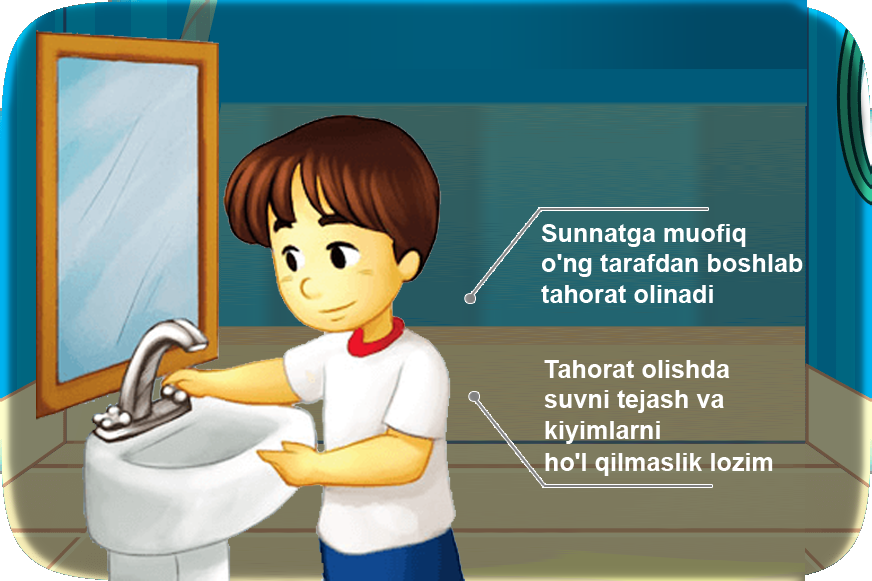 Sunnatga muofiq
o'ng tarafdan boshlab
tahorat olinadi
Tahorat olishda
suvni tejash va
kiyimlarni
ho'l qilmaslik lozim